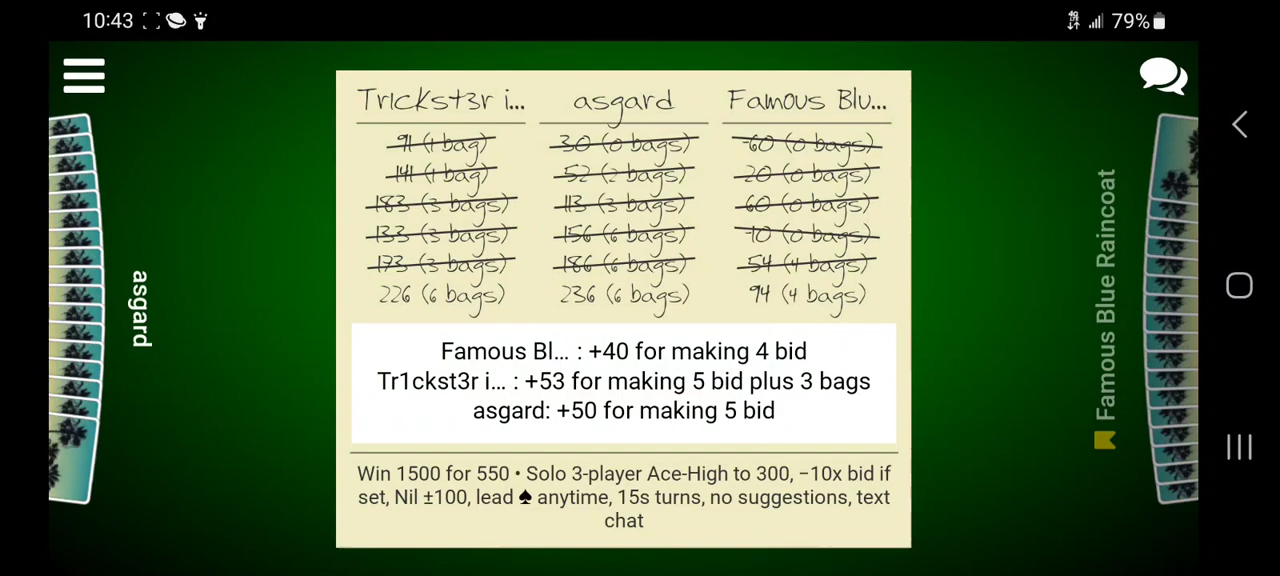 10:43
79%
Tr1ckst3r i... asgard Famous Blu...
91 (1 bag) 30 (0 bags) -60 (0 bags)
141 (1 bag) 52 (2 bags) -20 (0 bags)
183 (3 bags) 113 (3 bags) 60 (0 bags)
133 (3 bags) 156 (6 bags) (0 bags)
173 (3 bags) 186 (6 bags) 54 (4 bags)
226 (6 bags) 236 (6 bags) 94 (4 bags)
Famous Bl... : +40 for making 4 bid
Tr1ckst3r i... : +53 for making 5 bid plus 3 bags
asgard: +50 for making 5 bid
Win 1500 for 550 • Solo 3-player Ace-High to 300, −10x bid if
set, Nil ±100, lead ♠ anytime, 15s turns, no suggestions, text
chat
asgard
Famous Blue Raincoat